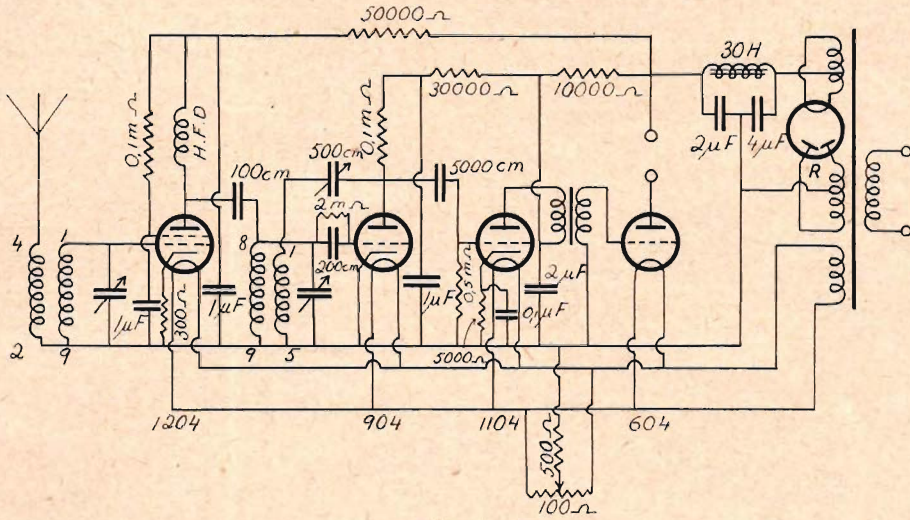 50000Ω
30H
30000Ω
10000Ω
0,1mΩ
H.F.D
100cm
500cm
0,1mΩ
5000cm
2µF
4µF
R
2mΩ
200cm
4
1
8
1
1µF
300Ω
1µF
1µF
0,5mΩ
2µF
0,1µF
5000Ω
2
9
9
5
1204
904
1104
604
500Ω
100Ω